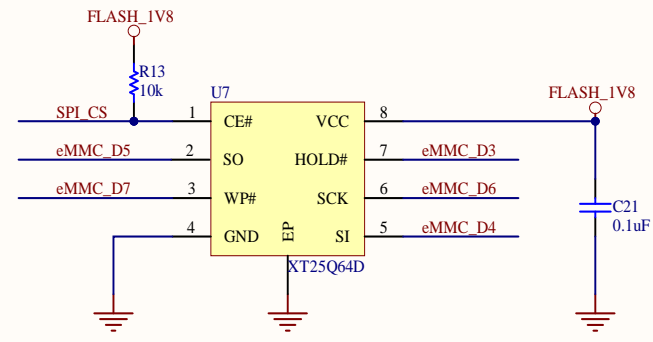 FLASH_1V8
R13
10k
U7
FLASH_1V8
SPI_CS
1
CE#
VCC
8
eMMC_D5
2
SO
HOLD#
7
eMMC_D3
eMMC_D7
3
WP#
SCK
6
eMMC_D6
C21
0.1uF
4
GND
EP
SI
5
eMMC_D4
XT25Q64D